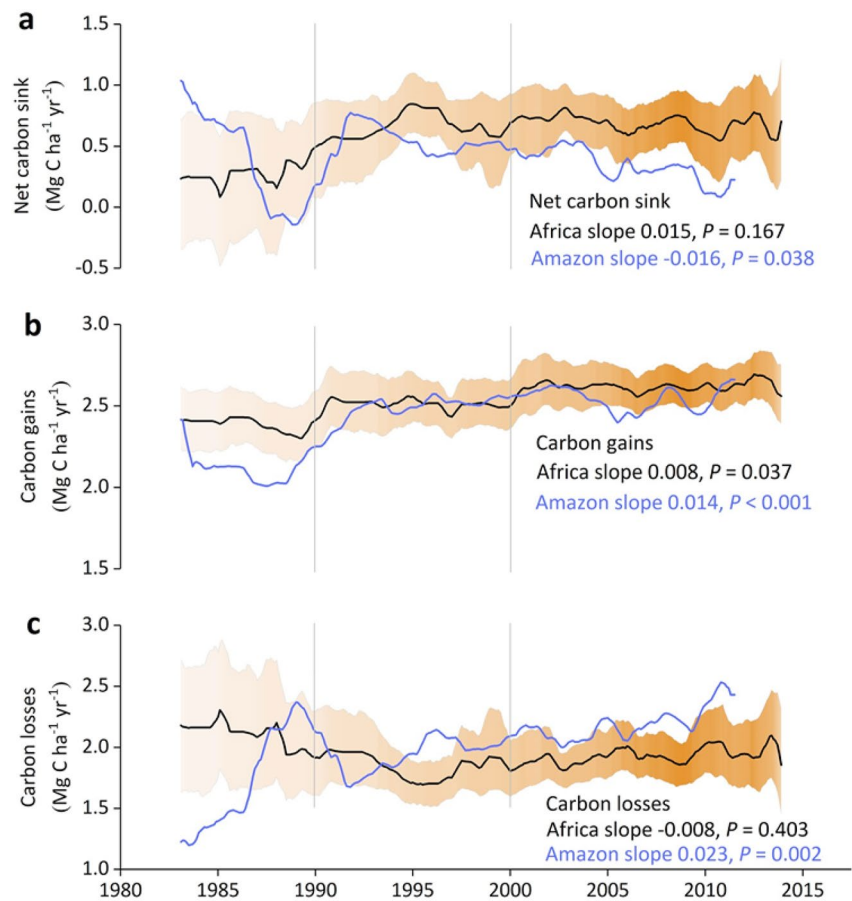 a
1.5
1.0
0.5
0.0
-0.5
Net carbon sink
(Mg C ha-1 yr-1)
Net carbon sink
Africa slope 0.015, P = 0.167
Amazon slope -0.016, P = 0.038
b
3.0
2.5
2.0
1.5
Carbon gains
(Mg C ha-1 yr-1)
Carbon gains
Africa slope 0.008, P = 0.037
Amazon slope 0.014, P < 0.001
c
3.0
2.5
2.0
1.5
1.0
Carbon losses
(Mg C ha-1 yr-1)
Carbon losses
Africa slope -0.008, P = 0.403
Amazon slope 0.023, P = 0.002
1980 1985 1990 1995 2000 2005 2010 2015